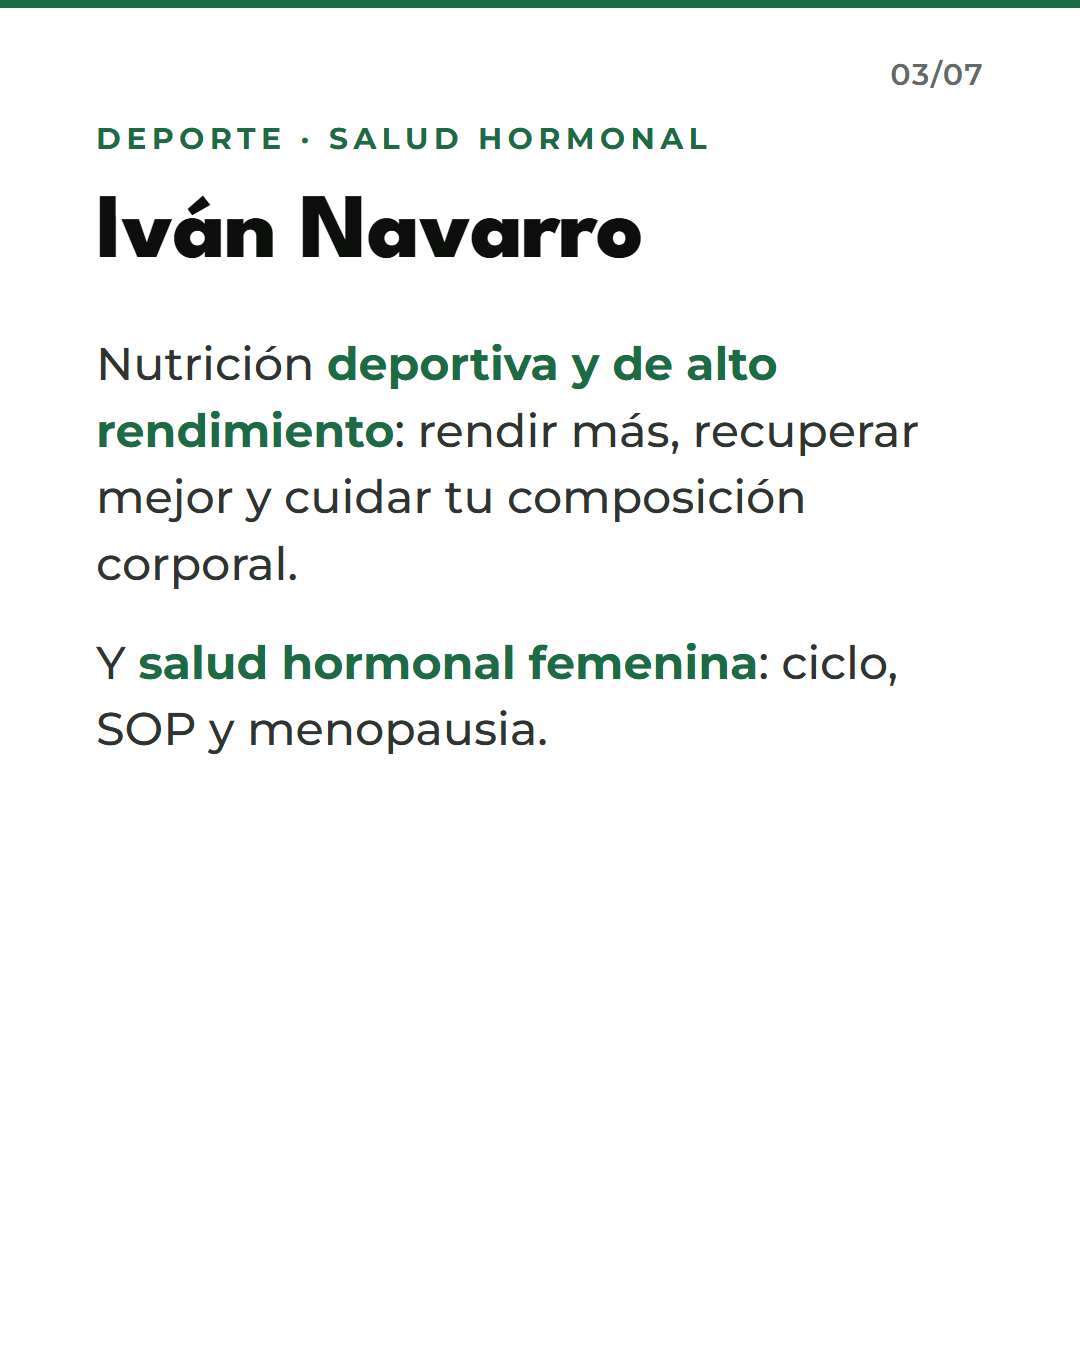 03/07
DEPORTE · SALUD HORMONAL
Iván Navarro
Nutrición deportiva y de alto
rendimiento: rendir más, recuperar
mejor y cuidar tu composición
corporal.
Y salud hormonal femenina: ciclo,
SOP y menopausia.